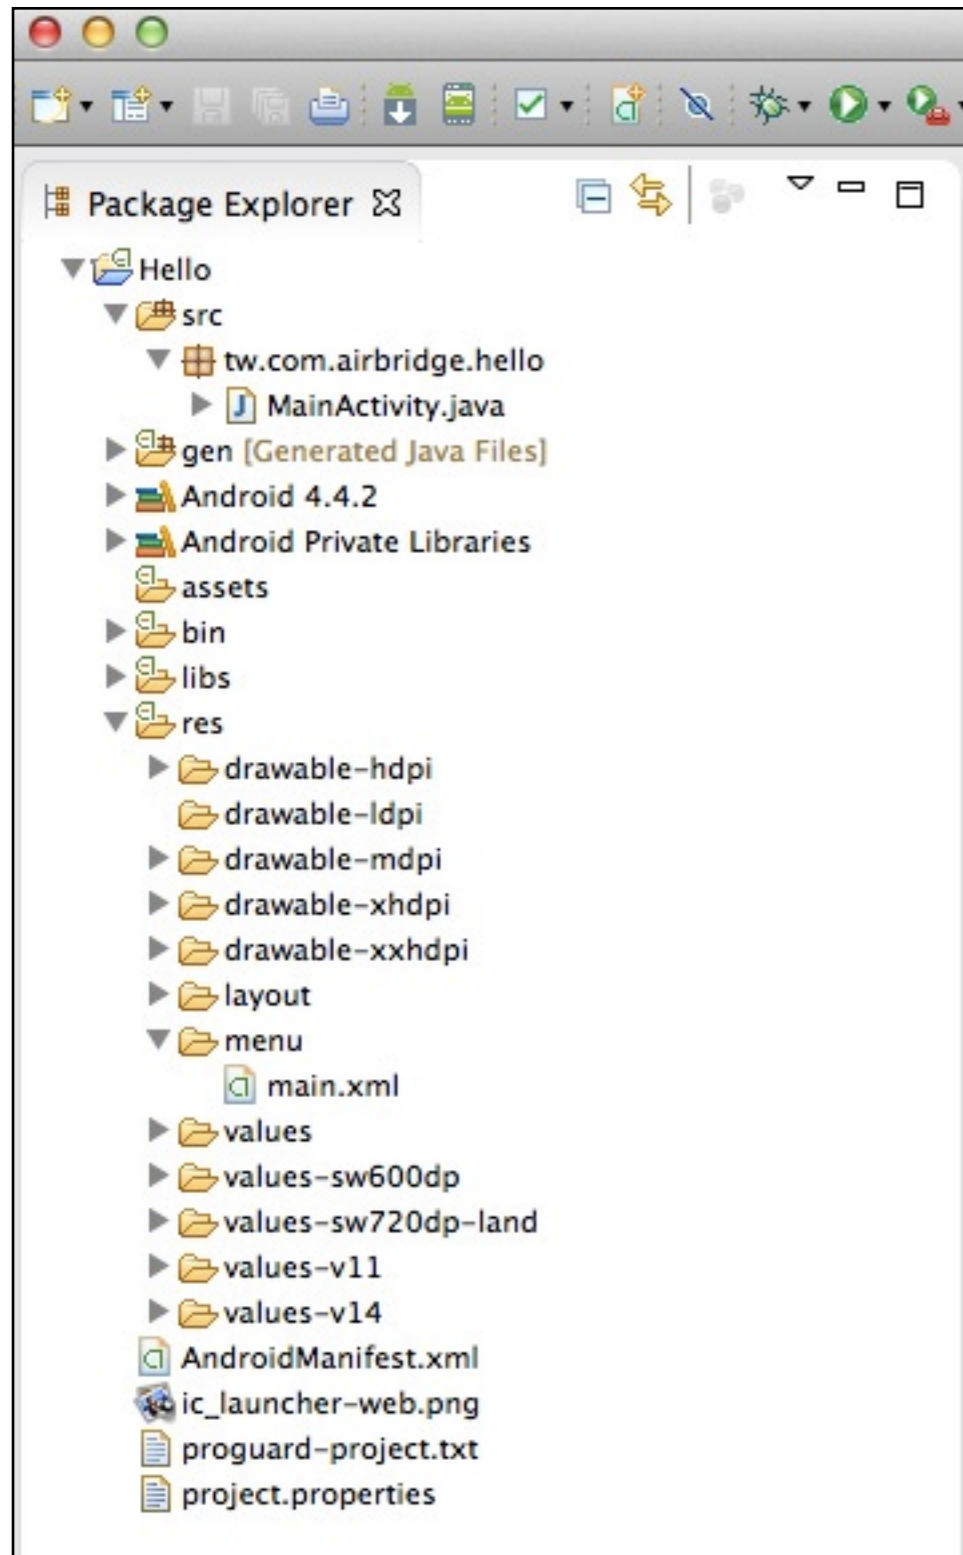 Package Explorer
Hello
src
tw.com.airbridge.hello
MainActivity.java
gen [Generated Java Files]
Android 4.4.2
Android Private Libraries
assets
bin
libs
res
drawable-hdpi
drawable-ldpi
drawable-mdpi
drawable-xhdpi
drawable-xxhdpi
layout
menu
main.xml
values
values-sw600dp
values-sw720dp-land
values-v11
values-v14
AndroidManifest.xml
ic_launcher-web.png
proguard-project.txt
project.properties